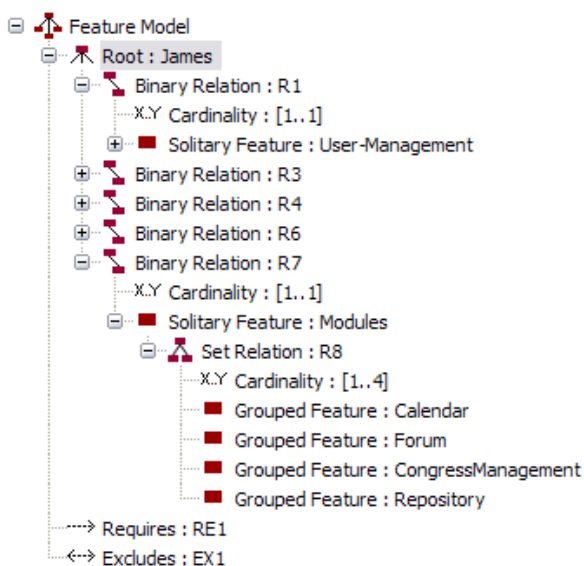 Feature Model
Root : James
Binary Relation : R1
X..Y Cardinality : [1..1]
Solitary Feature : User-Management
Binary Relation : R3
Binary Relation : R4
Binary Relation : R6
Binary Relation : R7
X..Y Cardinality : [1..1]
Solitary Feature : Modules
Set Relation : R8
X..Y Cardinality : [1..4]
Grouped Feature : Calendar
Grouped Feature : Forum
Grouped Feature : CongressManagement
Grouped Feature : Repository
Requires : RE1
Excludes : EX1